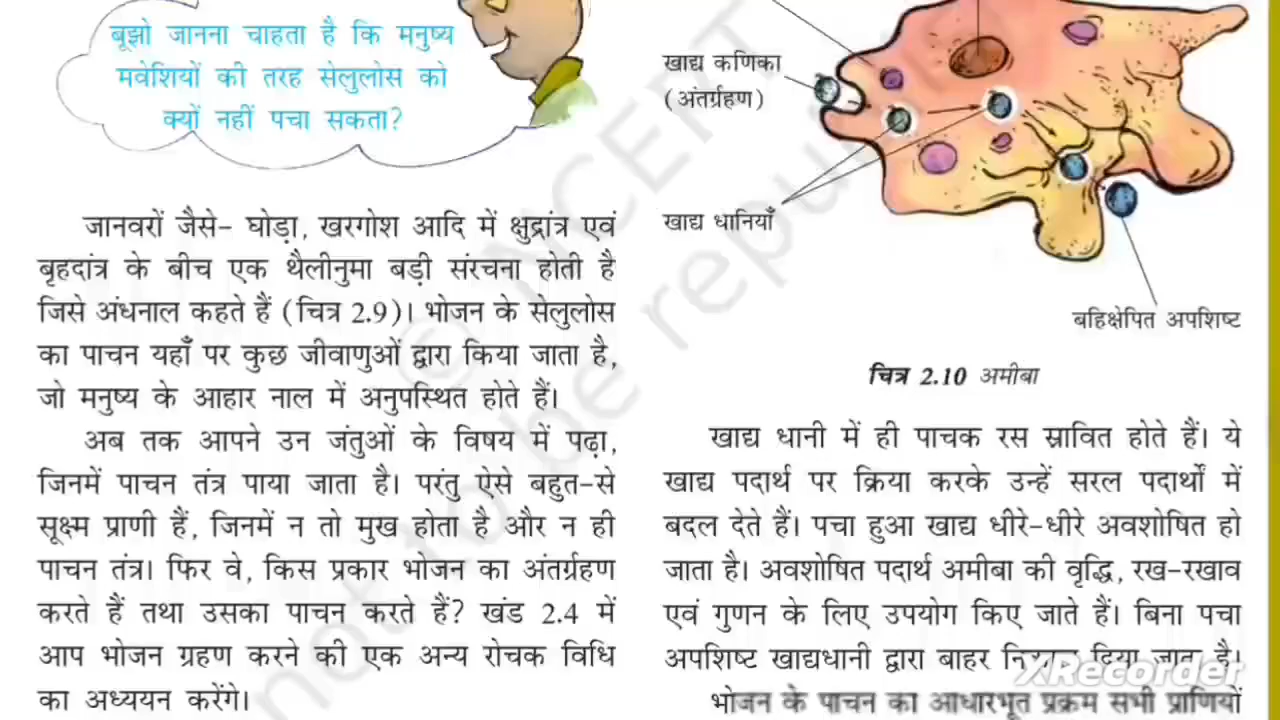 बूझो जानना चाहता है कि मनुष्य
मवेशियों की तरह सेलुलोस को
क्यों नहीं पचा सकता?
जानवरों जैसे- घोड़ा, खरगोश आदि में क्षुद्रांत्र एवं
बृहदांत्र के बीच एक थैलीनुमा बड़ी संरचना होती है
जिसे अंधनाल कहते हैं (चित्र 2.9)। भोजन के सेलुलोस
का पाचन यहाँ पर कुछ जीवाणुओं द्वारा किया जाता है,
जो मनुष्य के आहार नाल में अनुपस्थित होते हैं।
अब तक आपने उन जंतुओं के विषय में पढ़ा,
जिनमें पाचन तंत्र पाया जाता है। परंतु ऐसे बहुत-से
सूक्ष्म प्राणी हैं, जिनमें न तो मुख होता है और न ही
पाचन तंत्र। फिर वे, किस प्रकार भोजन का अंतर्ग्रहण
करते हैं तथा उसका पाचन करते हैं? खंड 2.4 में
आप भोजन ग्रहण करने की एक अन्य रोचक विधि
का अध्ययन करेंगे।
खाद्य कणिका
(अंतर्ग्रहण)
खाद्य धानियाँ
बहिक्षेपित अपशिष्ट
चित्र 2.10 अमीबा
खाद्य धानी में ही पाचक रस स्रावित होते हैं। ये
खाद्य पदार्थ पर क्रिया करके उन्हें सरल पदार्थों में
बदल देते हैं। पचा हुआ खाद्य धीरे-धीरे अवशोषित हो
जाता है। अवशोषित पदार्थ अमीबा की वृद्धि, रख-रखाव
एवं गुणन के लिए उपयोग किए जाते हैं। बिना पचा
अपशिष्ट खाद्यधानी द्वारा बाहर दिया जाता है।
भोजन के पाचन का आधारभूत प्रक्रम सभी प्राणियों
© NCERT
not to be republ
XRecorder